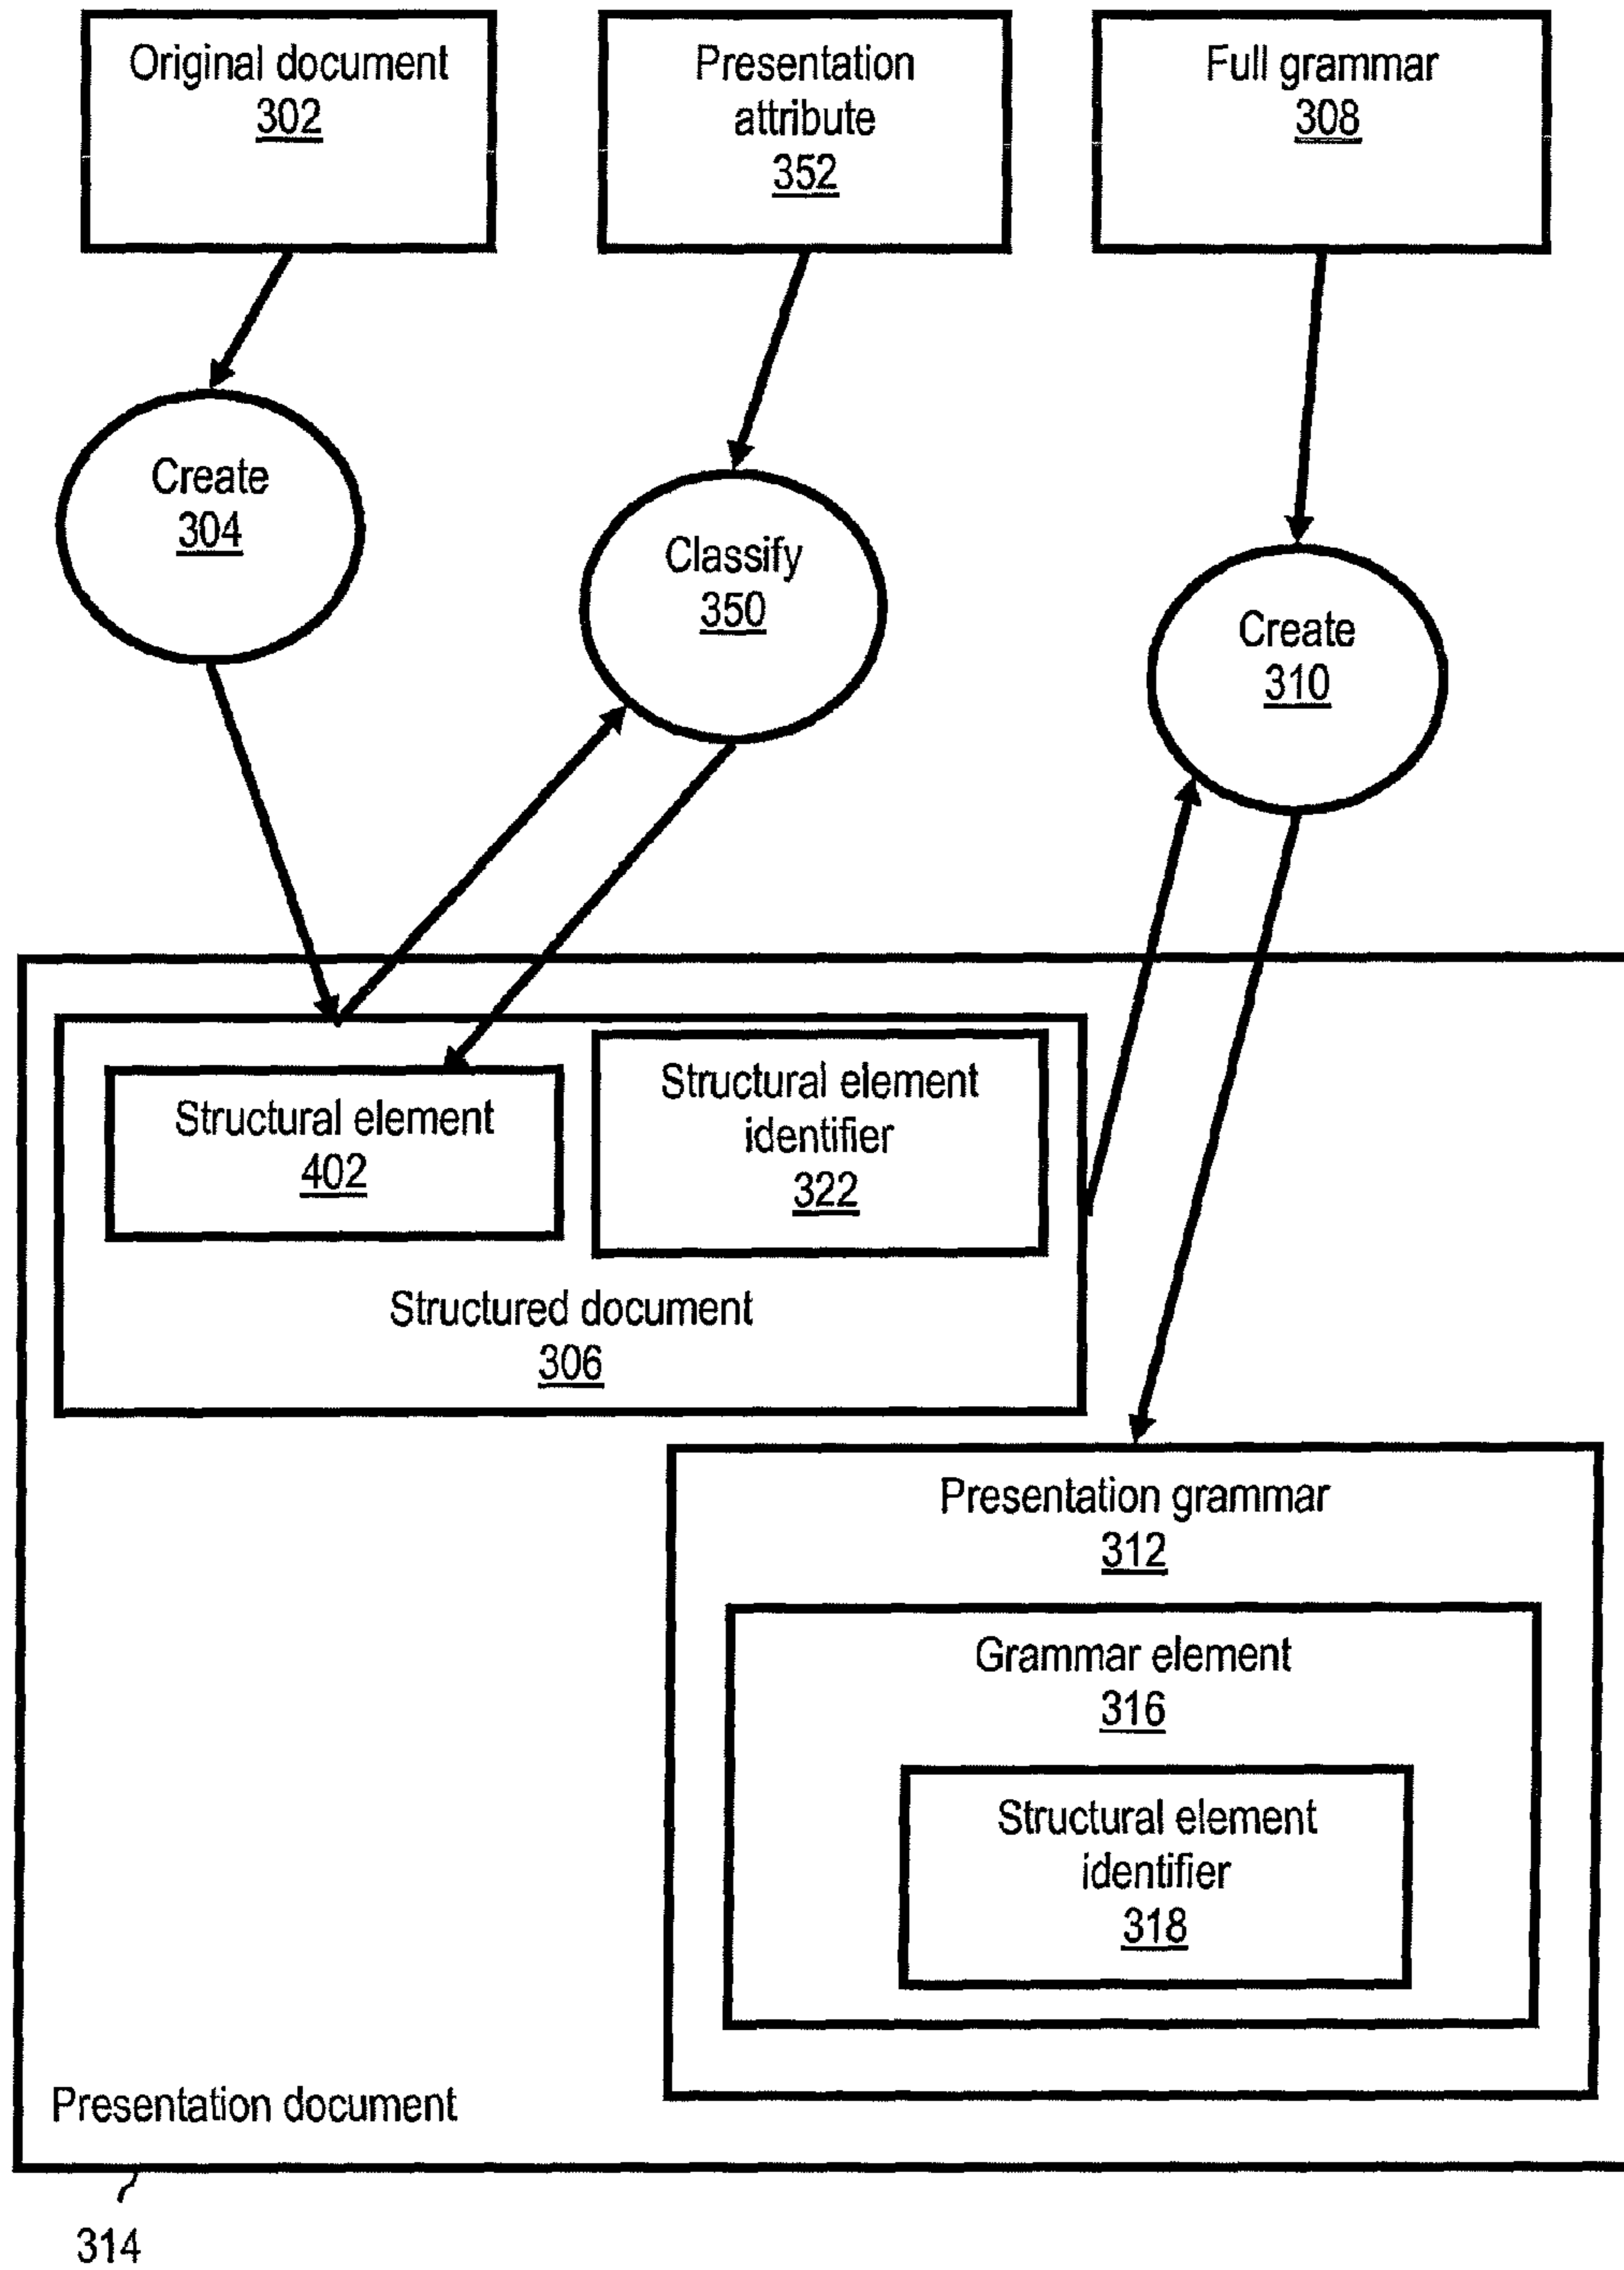 Original document
302
Presentation
attribute
352
Full grammar
308
Create
304
Classify
350
Create
310
Structural element
402
Structural element
identifier
322
Structured document
306
Presentation grammar
312
Grammar element
316
Structural element
identifier
318
Presentation document
314